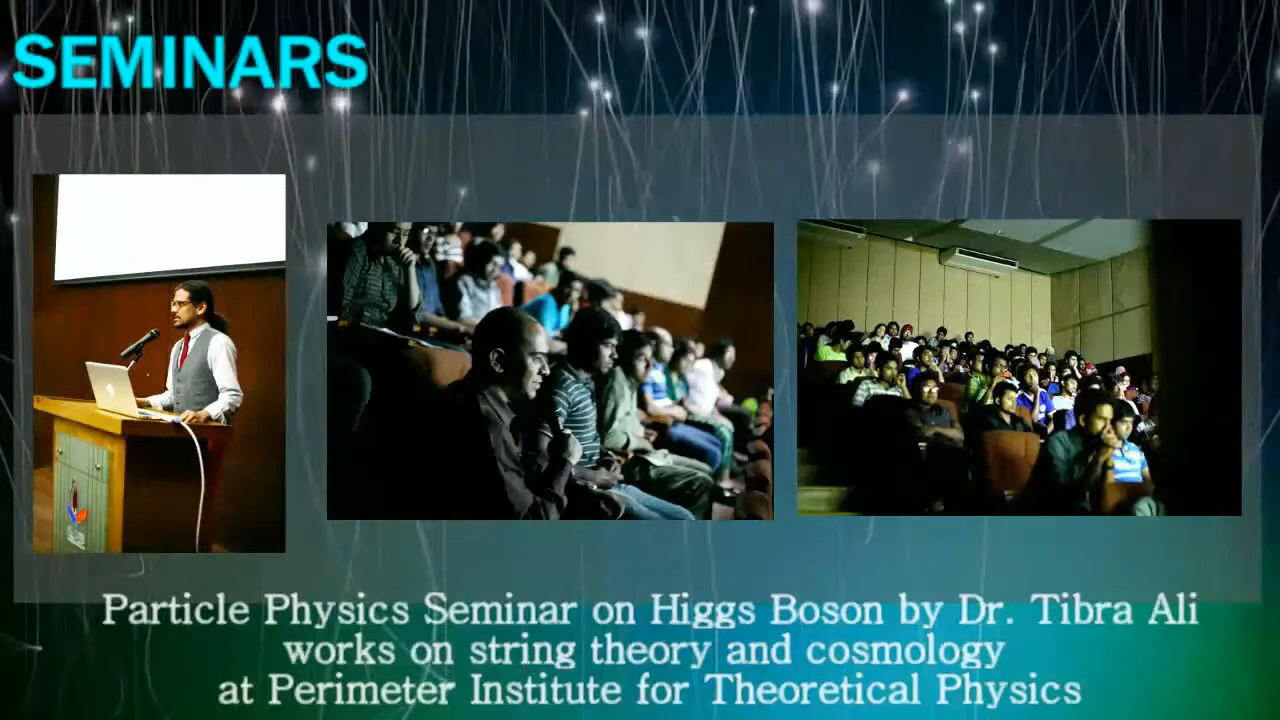 SEMINARS
Particle Physics Seminar on Higgs Boson by Dr. Tibra Ali
works on string theory and cosmology
at Perimeter Institute for Theoretical Physics